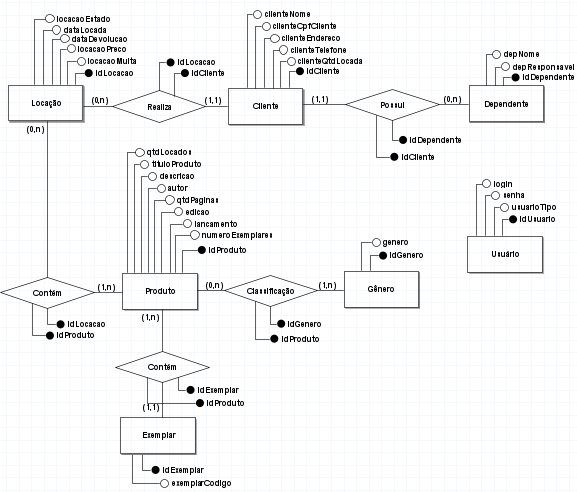 locacaoEstado
dataLocada
dataDevolucao
locacaoPreco
locacaoMulta
idLocacao
Locação
(0,n)
(0,n)
idLocacao
idCliente
Realiza
(1,1)
clienteNome
clienteCpfCliente
clienteEndereco
clienteTelefone
clienteQtdLocada
idCliente
Cliente
(1,1)
Possui
(0,n)
idDependente
idCliente
depNome
depResponsavel
idDependente
Dependente
qtdLocados
tituloProduto
descricao
autor
qtdPaginas
edicao
lancamento
numeroExemplares
idProduto
login
senha
usuarioTipo
idUsuario
Usuário
genero
idGenero
Contém
(1,n)
Produto
(0,n)
Classificação
(1,n)
Gênero
(1,n)
idLocacao
idProduto
idGenero
idProduto
Contém
idExemplar
idProduto
(1,1)
Exemplar
idExemplar
exemplarCodigo